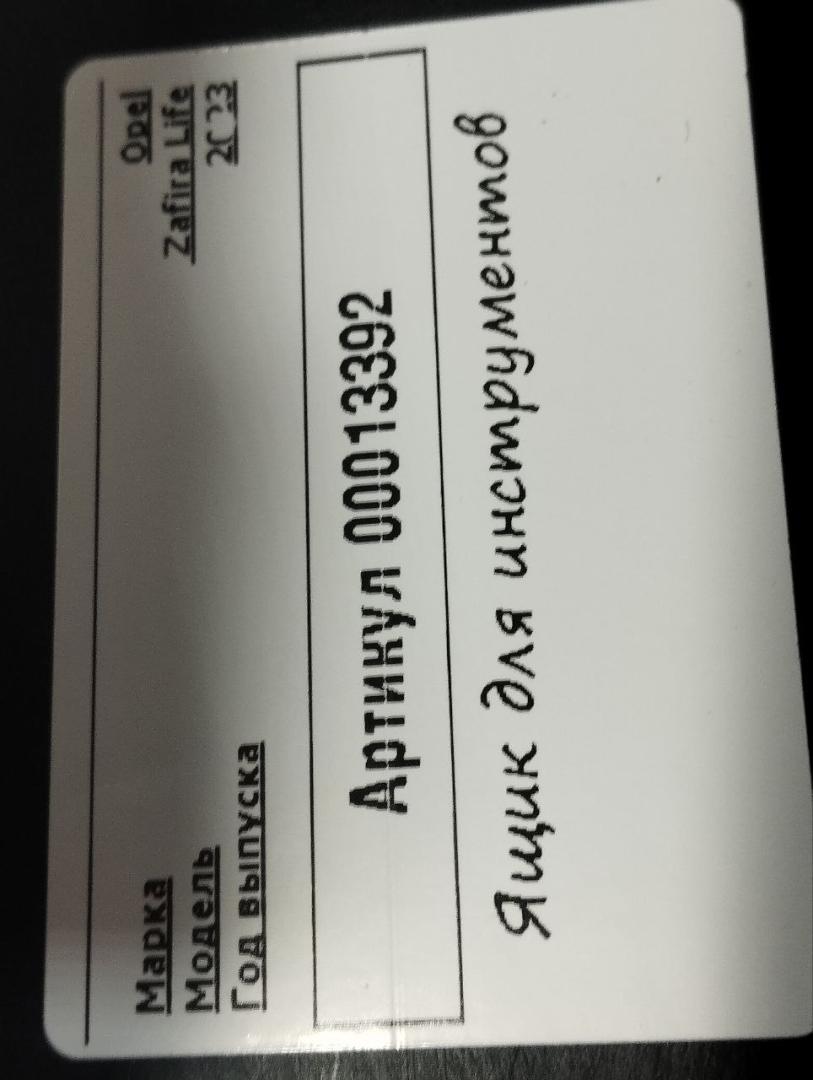 Марка Opel
Модель Zafira Life
Год выпуска 2023
Артикул 00013392
Ящик для инструментов